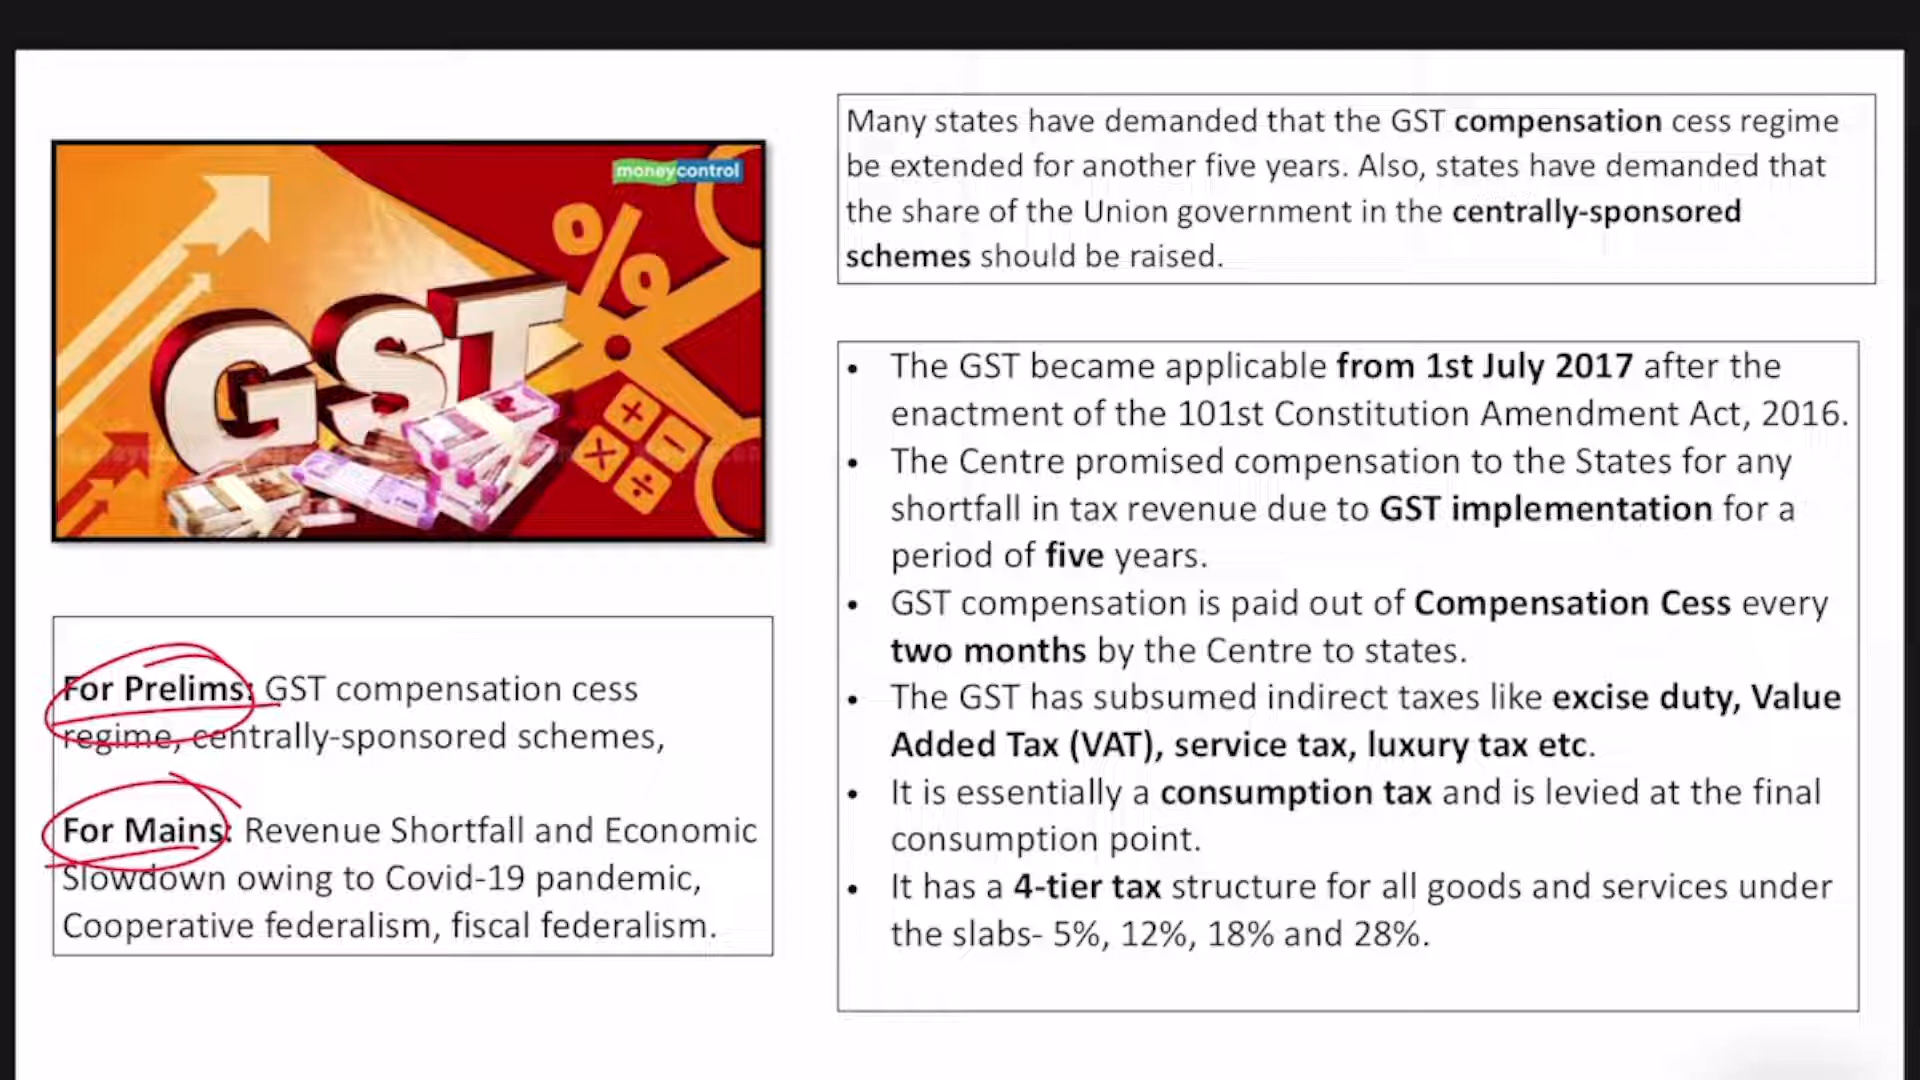 moneycontrol
GST
%
For Prelims: GST compensation cess
regime, centrally-sponsored schemes,
For Mains: Revenue Shortfall and Economic
Slowdown owing to Covid-19 pandemic,
Cooperative federalism, fiscal federalism.
Many states have demanded that the GST compensation cess regime
be extended for another five years. Also, states have demanded that
the share of the Union government in the centrally-sponsored
schemes should be raised.
• The GST became applicable from 1st July 2017 after the
enactment of the 101st Constitution Amendment Act, 2016.
• The Centre promised compensation to the States for any
shortfall in tax revenue due to GST implementation for a
period of five years.
• GST compensation is paid out of Compensation Cess every
two months by the Centre to states.
• The GST has subsumed indirect taxes like excise duty, Value
Added Tax (VAT), service tax, luxury tax etc.
• It is essentially a consumption tax and is levied at the final
consumption point.
• It has a 4-tier tax structure for all goods and services under
the slabs- 5%, 12%, 18% and 28%.